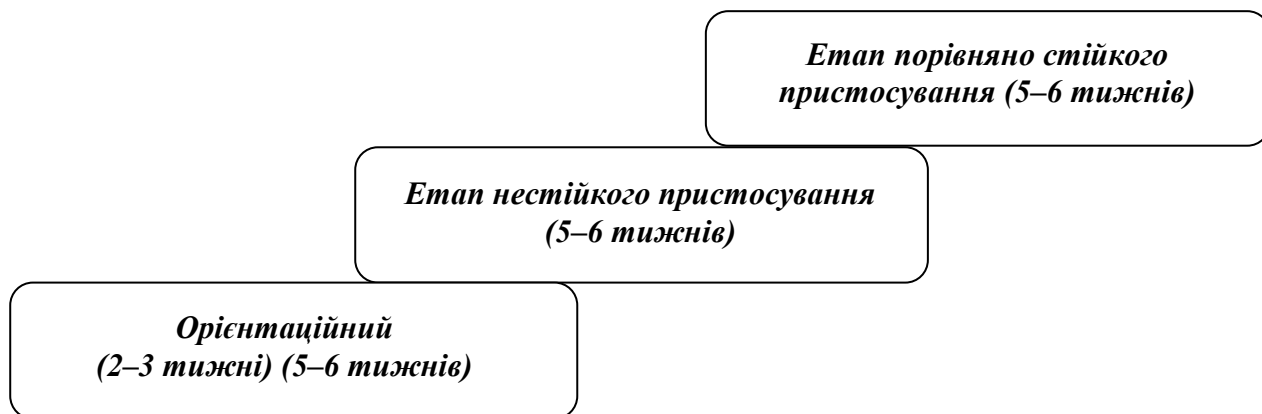 Етап порівняно стійкого
пристосування (5–6 тижнів)
Етап нестійкого пристосування
(5–6 тижнів)
Орієнтаційний
(2–3 тижні) (5–6 тижнів)